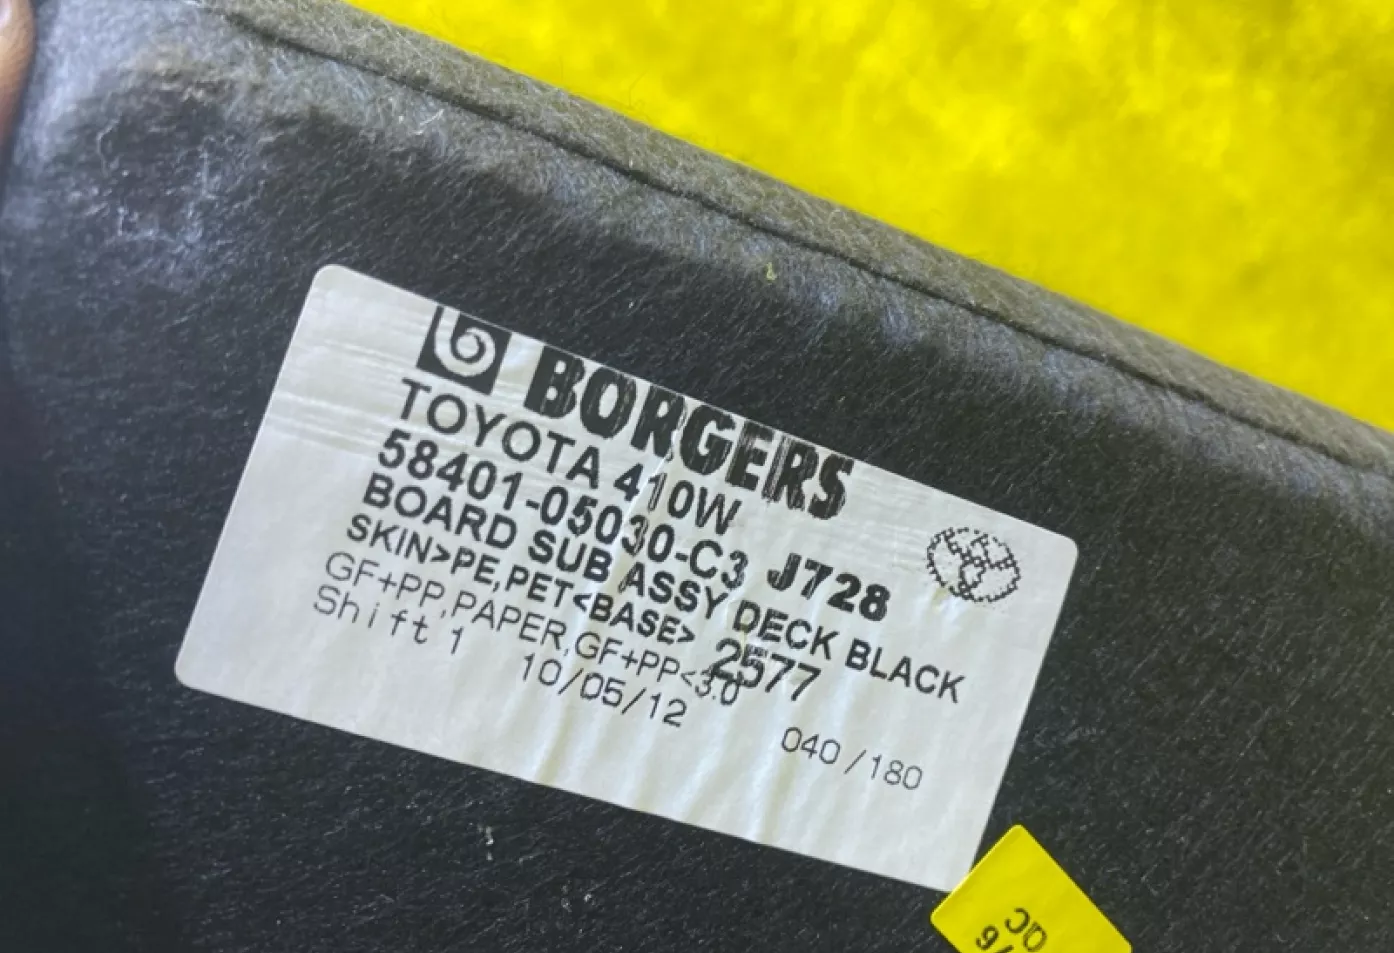 BORGERS
TOYOTA 410W
58401-05030-C3 J728
BOARD SUB ASSY DECK BLACK
SKIN>PE,PET<BASE> 2577
GF+PP,PAPER,GF+PP<3.0
Shift 1 10/05/12 040/180
QC